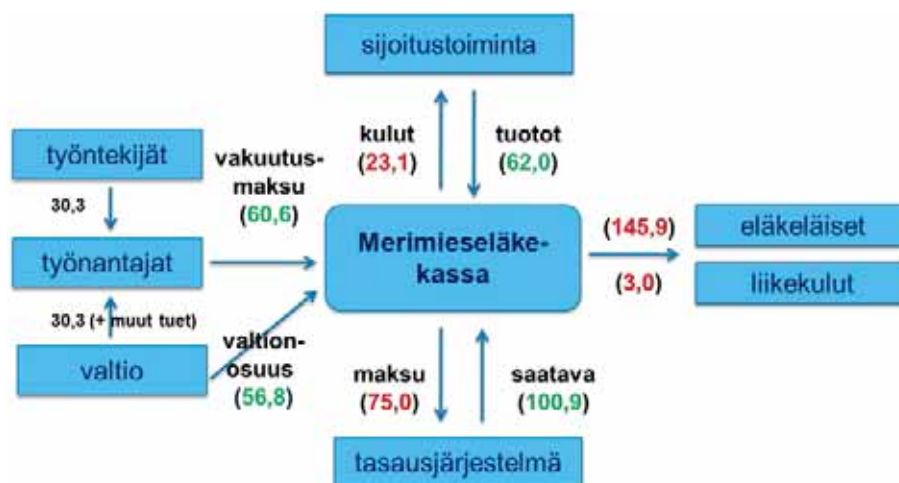 sijoitustoiminta
kulut
(23,1)
tuotot
(62,0)
työntekijät
30,3
vakuutus-
maksu
(60,6)
työnantajat
30,3 (+ muut tuet)
valtio
valtion-
osuus
(56,8)
Merimieseläke-
kassa
(145,9)
(3,0)
eläkeläiset
liikekulut
maksu
(75,0)
saatava
(100,9)
tasausjärjestelmä